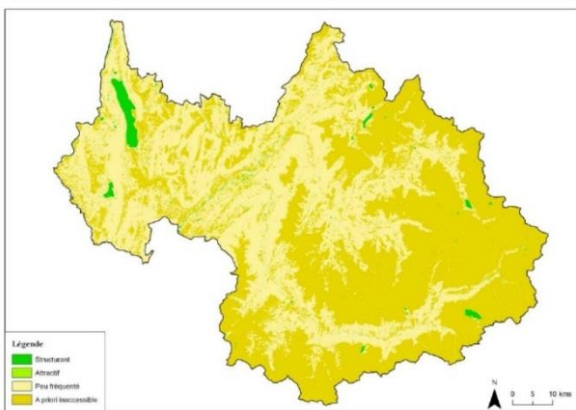 Légende
Structurant
Attractif
Peu fréquenté
A priori inaccessible
N
0 5 10 kms